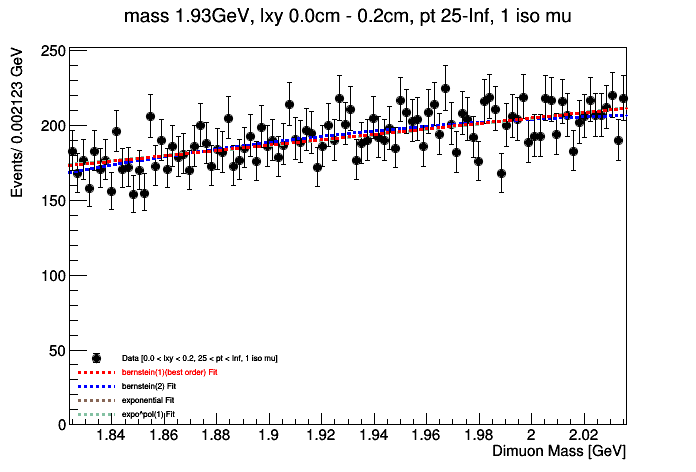 mass 1.93GeV, lxy 0.0cm - 0.2cm, pt 25-Inf, 1 iso mu
Events/ 0.002123 GeV
250
200
150
100
50
0
Data [0.0 < lxy < 0.2, 25 < pt < Inf, 1 iso mu]
bernstein(1)(best order) Fit
bernstein(2) Fit
exponential Fit
expo*pol(1) Fit
1.84 1.86 1.88 1.9 1.92 1.94 1.96 1.98 2 2.02
Dimuon Mass [GeV]